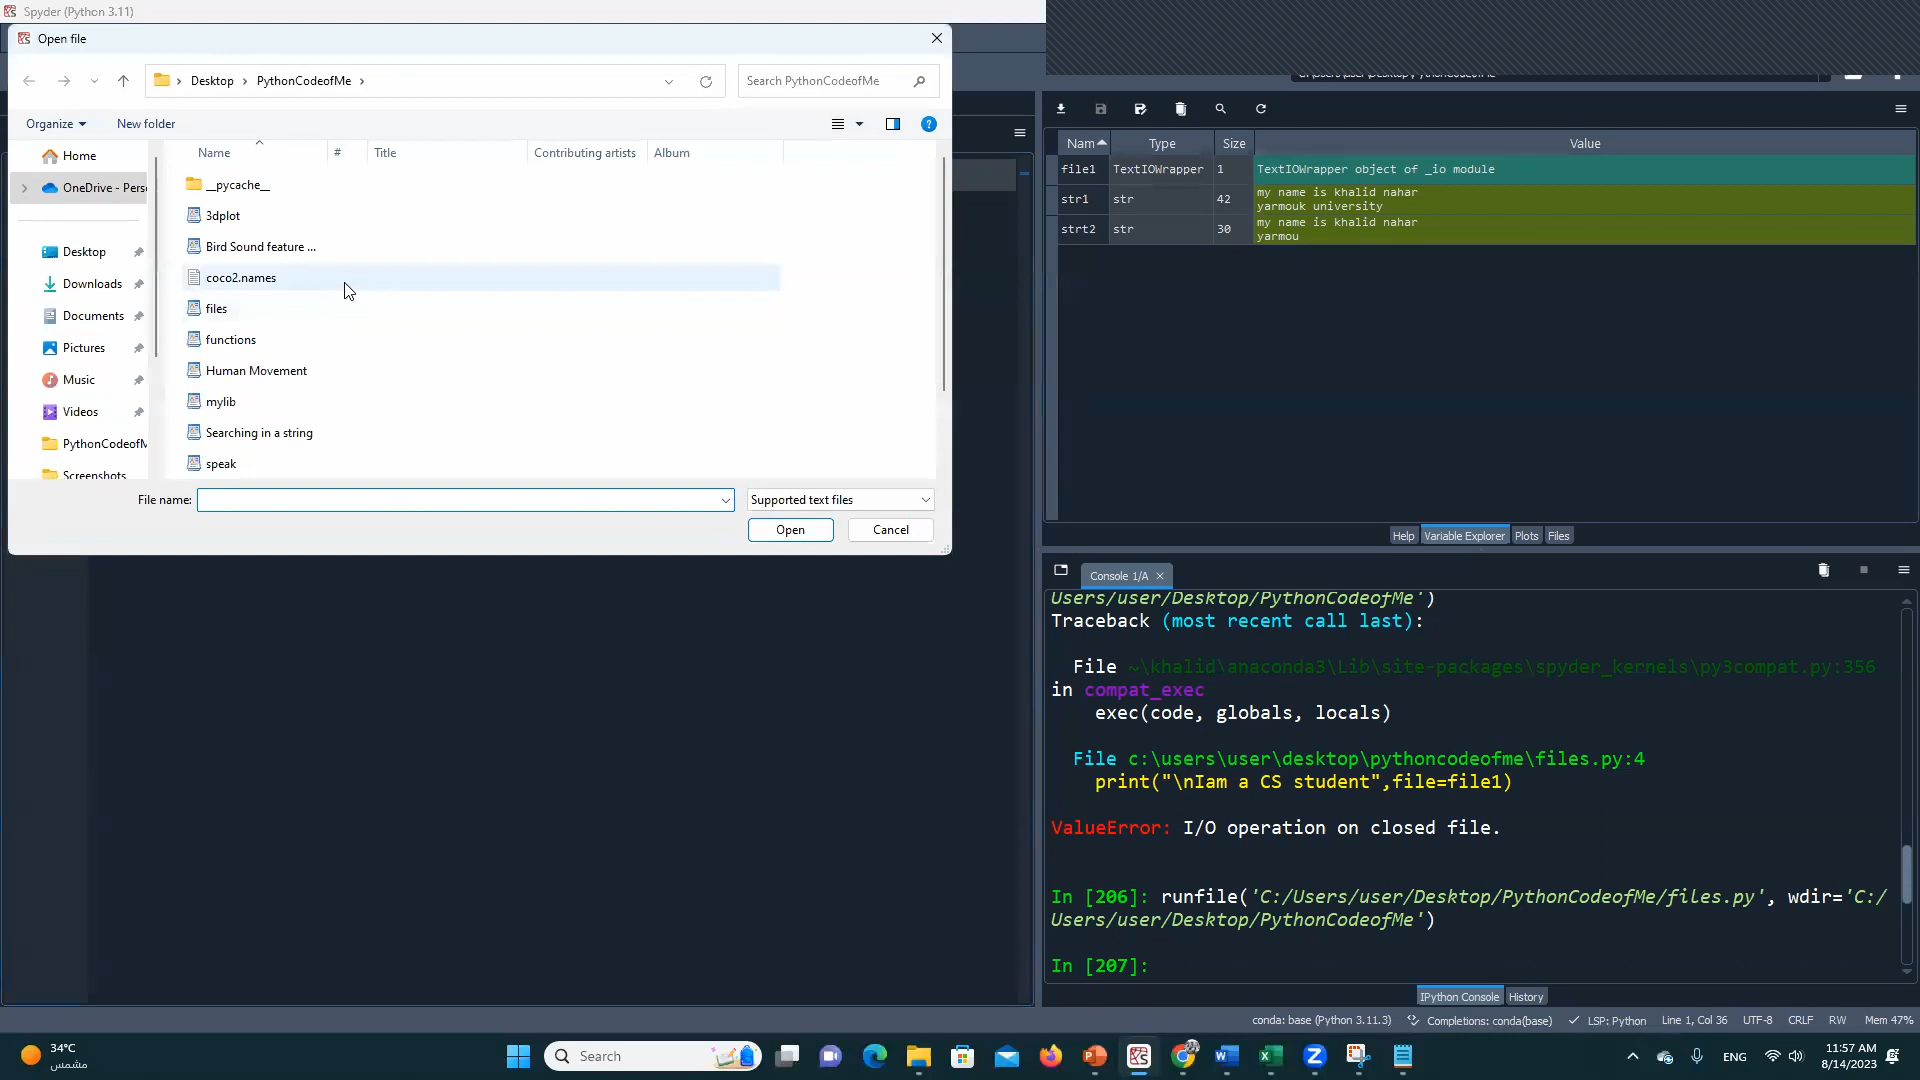 Spyder (Python 3.11)
Open file
Desktop
PythonCodeofMe
Search PythonCodeofMe
Organize
New folder
Home
OneDrive - Pers
Desktop
Downloads
Documents
Pictures
Music
Videos
PythonCodeofM
Screenshots
Name
#
Title
Contributing artists
Album
__pycache__
3dplot
Bird Sound feature ...
coco2.names
files
functions
Human Movement
mylib
Searching in a string
speak
File name:
Supported text files
Open
Cancel
Nam Type Size Value
file1 TextIOWrapper 1 TextIOWrapper object of _io module
str1 str 42 my name is khalid nahar
yarmouk university
strt2 str 30 my name is khalid nahar
yarmou
Help Variable Explorer Plots Files
Console 1/A
Users/user/Desktop/PythonCodeofMe')
Traceback (most recent call last):
File ~\khalid\anaconda3\Lib\site-packages\spyder_kernels\py3compat.py:356
in compat_exec
exec(code, globals, locals)
File c:\users\user\desktop\pythoncodeofme\files.py:4
print("\nIam a CS student",file=file1)
ValueError: I/O operation on closed file.
In [206]: runfile('C:/Users/user/Desktop/PythonCodeofMe/files.py', wdir='C:/
Users/user/Desktop/PythonCodeofMe')
In [207]:
IPython Console History
conda: base (Python 3.11.3) Completions: conda(base) LSP: Python Line 1, Col 36 UTF-8 CRLF RW Mem 47%
34°C
مشمس
Search
ENG
11:57 AM
8/14/2023